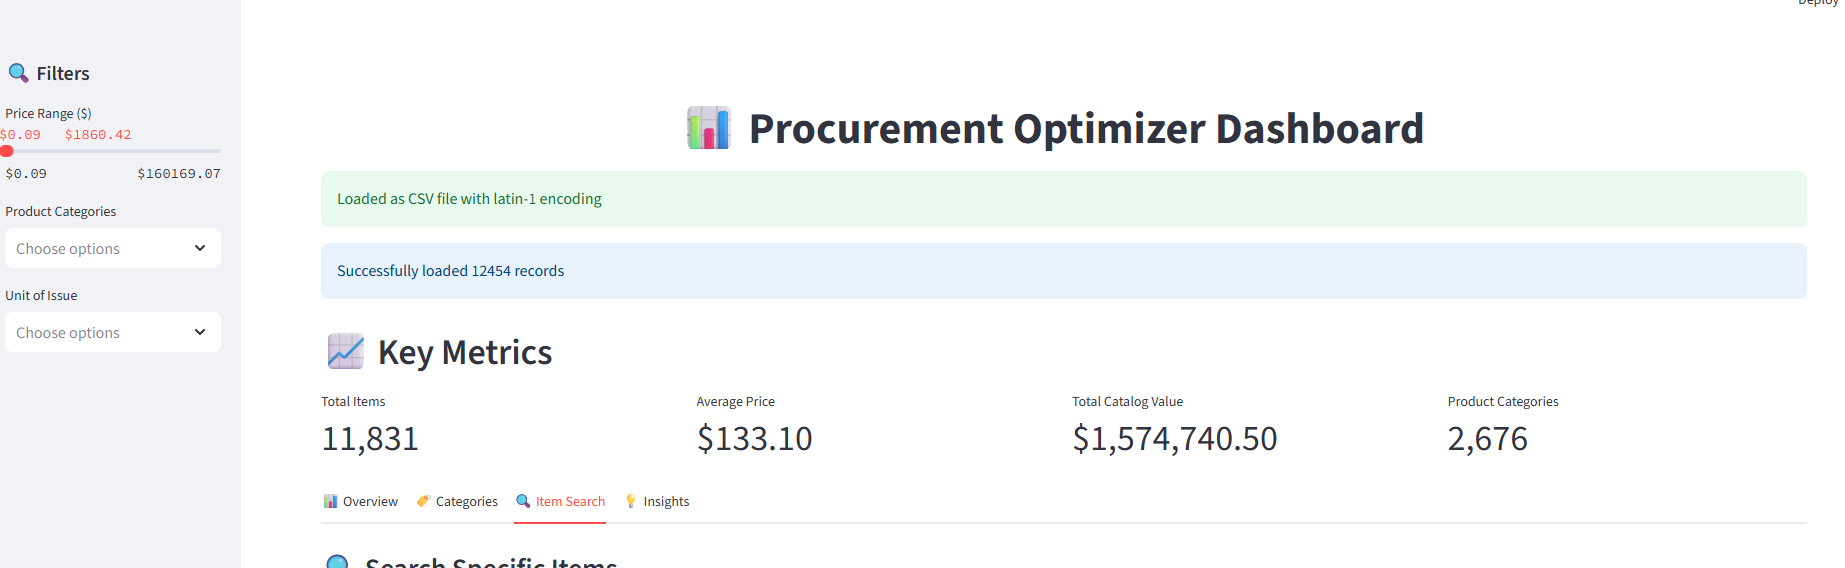 Deploy
Filters
Price Range ($)
$0.09 $1860.42
$0.09 $160169.07
Product Categories
Choose options
Unit of Issue
Choose options
Procurement Optimizer Dashboard
Loaded as CSV file with latin-1 encoding
Successfully loaded 12454 records
Key Metrics
Total Items Average Price Total Catalog Value Product Categories
11,831 $133.10 $1,574,740.50 2,676
Overview Categories Item Search Insights
Search Specific Items